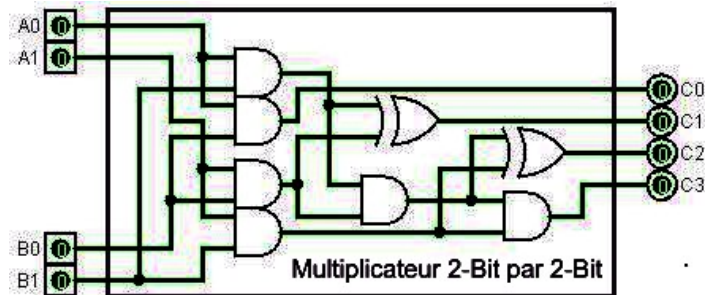 A0
A1
B0
B1
C0
C1
C2
C3
Multiplicateur 2-Bit par 2-Bit